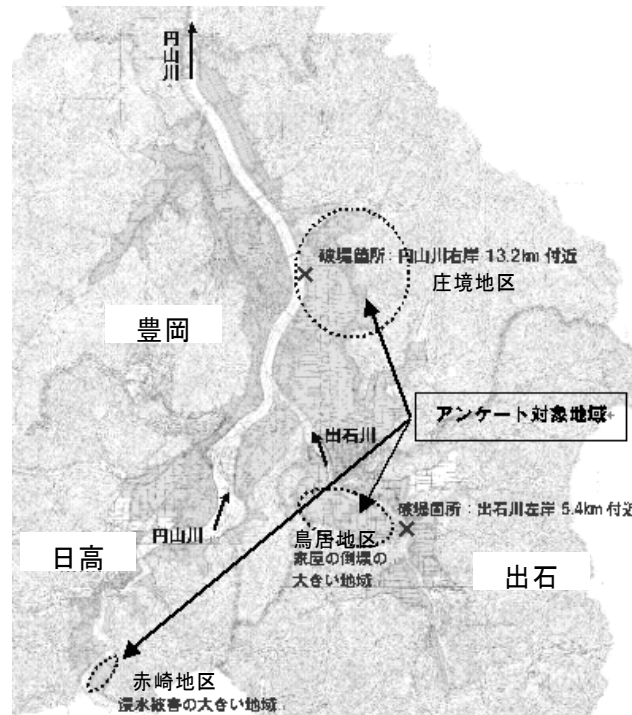 円山川
破堤箇所：円山川右岸 13.2km 付近
庄境地区
豊岡
アンケート対象地域
出石川
破堤箇所：出石川左岸 5.4km 付近
円山川
鳥居地区
家屋の倒壊の
大きい地域
日高
出石
赤崎地区
浸水被害の大きい地域